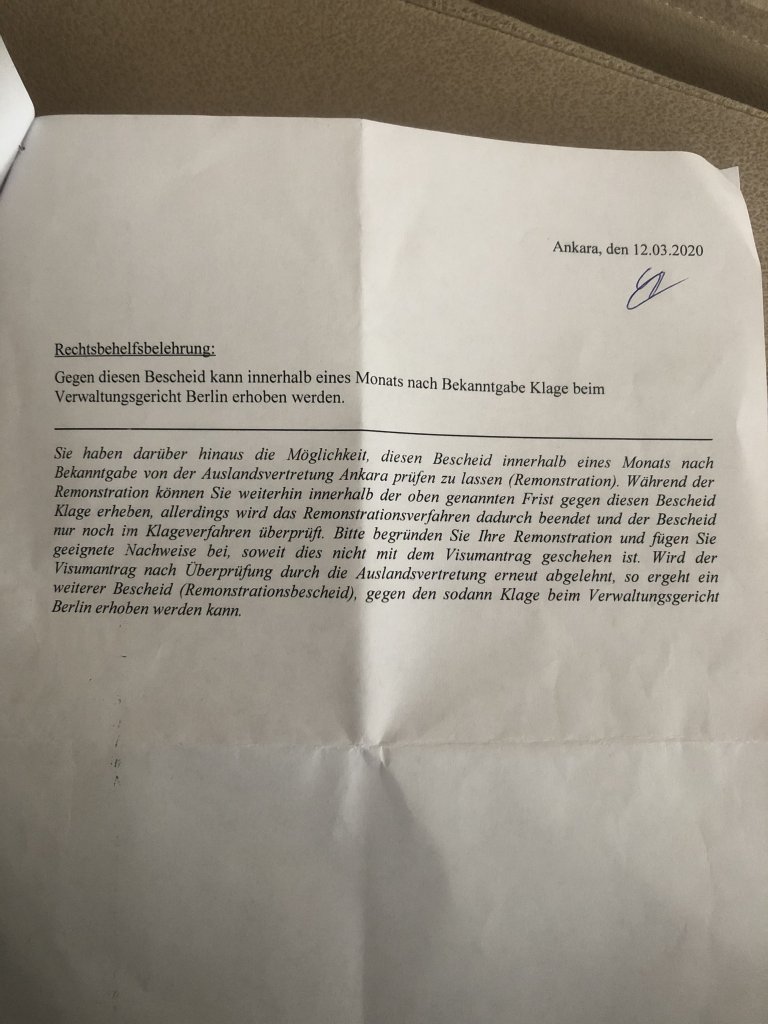 Ankara, den 12.03.2020
Rechtsbehelfsbelehrung:
Gegen diesen Bescheid kann innerhalb eines Monats nach Bekanntgabe Klage beim
Verwaltungsgericht Berlin erhoben werden.
Sie haben darüber hinaus die Möglichkeit, diesen Bescheid innerhalb eines Monats nach
Bekanntgabe von der Auslandsvertretung Ankara prüfen zu lassen (Remonstration). Während der
Remonstration können Sie weiterhin innerhalb der oben genannten Frist gegen diesen Bescheid
Klage erheben, allerdings wird das Remonstrationsverfahren dadurch beendet und der Bescheid
nur noch im Klageverfahren überprüft. Bitte begründen Sie Ihre Remonstration und fügen Sie
geeignete Nachweise bei, soweit dies nicht mit dem Visumantrag geschehen ist. Wird der
Visumantrag nach Überprüfung durch die Auslandsvertretung erneut abgelehnt, so ergeht ein
weiterer Bescheid (Remonstrationsbescheid), gegen den sodann Klage beim Verwaltungsgericht
Berlin erhoben werden kann.